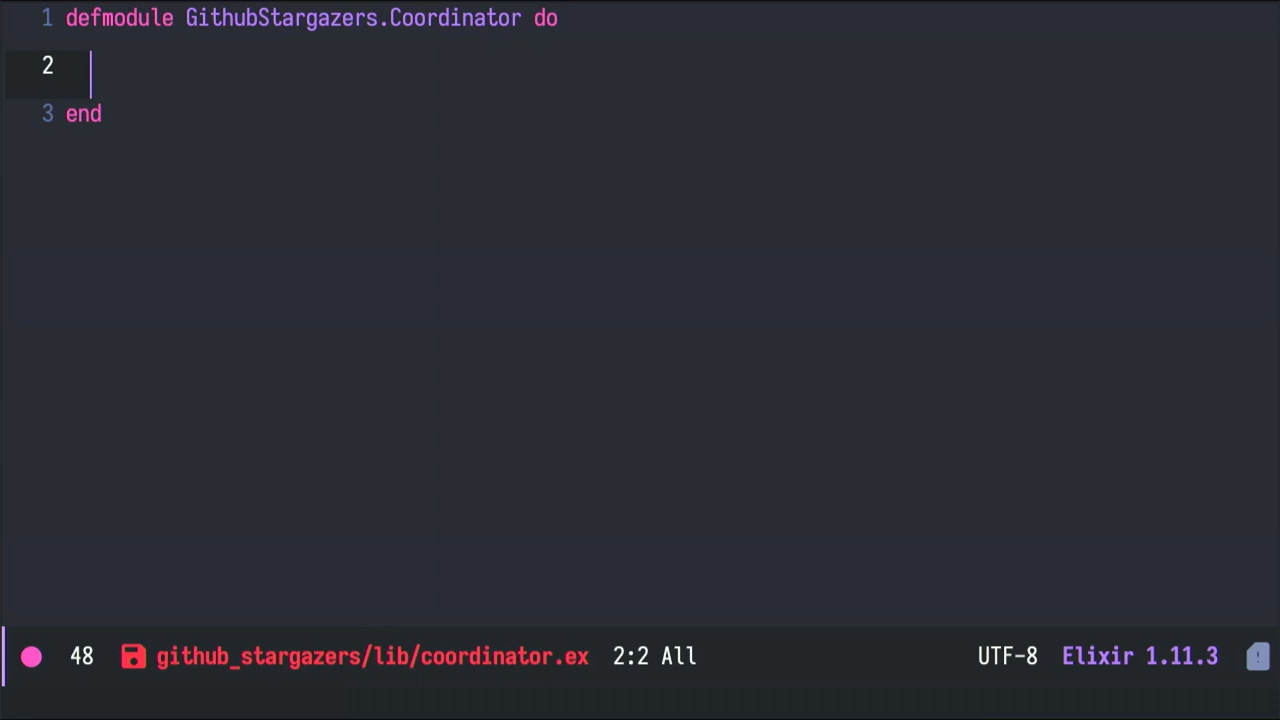 1 defmodule GithubStargazers.Coordinator do
2
3 end
48 github_stargazers/lib/coordinator.ex 2:2 All UTF-8 Elixir 1.11.3